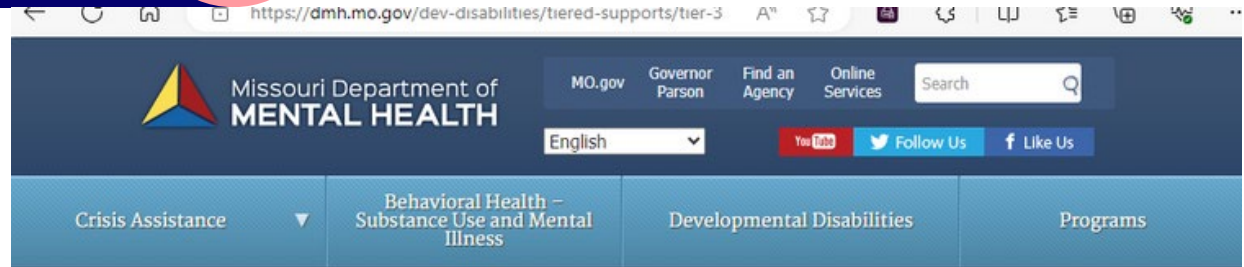 https://dmh.mo.gov/dev-disabilities/tiered-supports/tier-3
Missouri Department of
MENTAL HEALTH
MO.gov
Governor
Parson
Find an
Agency
Online
Services
Search
English
YouTube
Follow Us
f Like Us
Crisis Assistance
Behavioral Health –
Substance Use and Mental
Illness
Developmental Disabilities
Programs